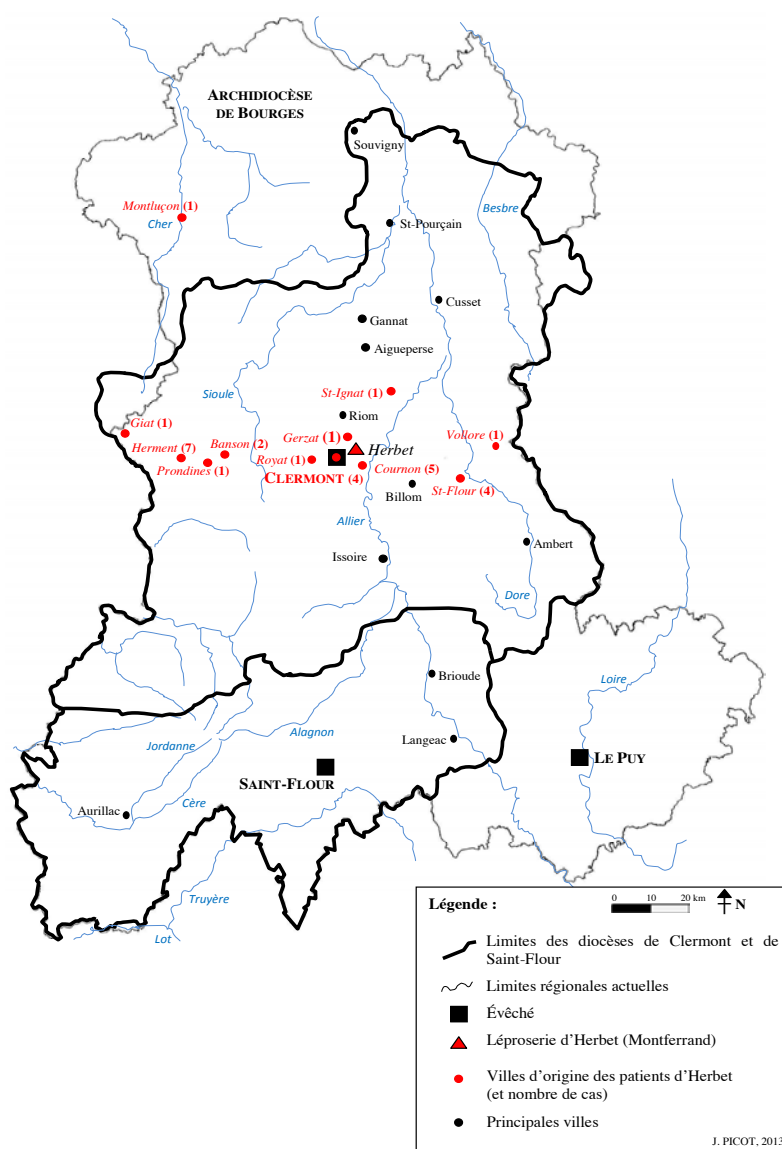 ARCHIDIOCÈSE
DE BOURGES
Souvigny
Montluçon (1)
Cher
Besbre
St-Pourçain
Cusset
Gannat
Aigueperse
Sioule
St-Ignat (1)
Riom
Giat (1)
Gerzat (1)
Vollore (1)
Herment (7)
Banson (2)
Herbet
Prondines (1)
Royat (1)
Cournon (5)
CLERMONT (4)
St-Flour (4)
Billom
Allier
Ambert
Issoire
Dore
Brioude
Loire
Alagnon
Jordanne
Langeac
LE PUY
SAINT-FLOUR
Cère
Aurillac
Truyère
Lot
Légende :
0 10 20 km
N
Limites des diocèses de Clermont et de
Saint-Flour
Limites régionales actuelles
Évêché
Léproserie d'Herbet (Montferrand)
Villes d'origine des patients d'Herbet
(et nombre de cas)
Principales villes
J. PICOT, 2013